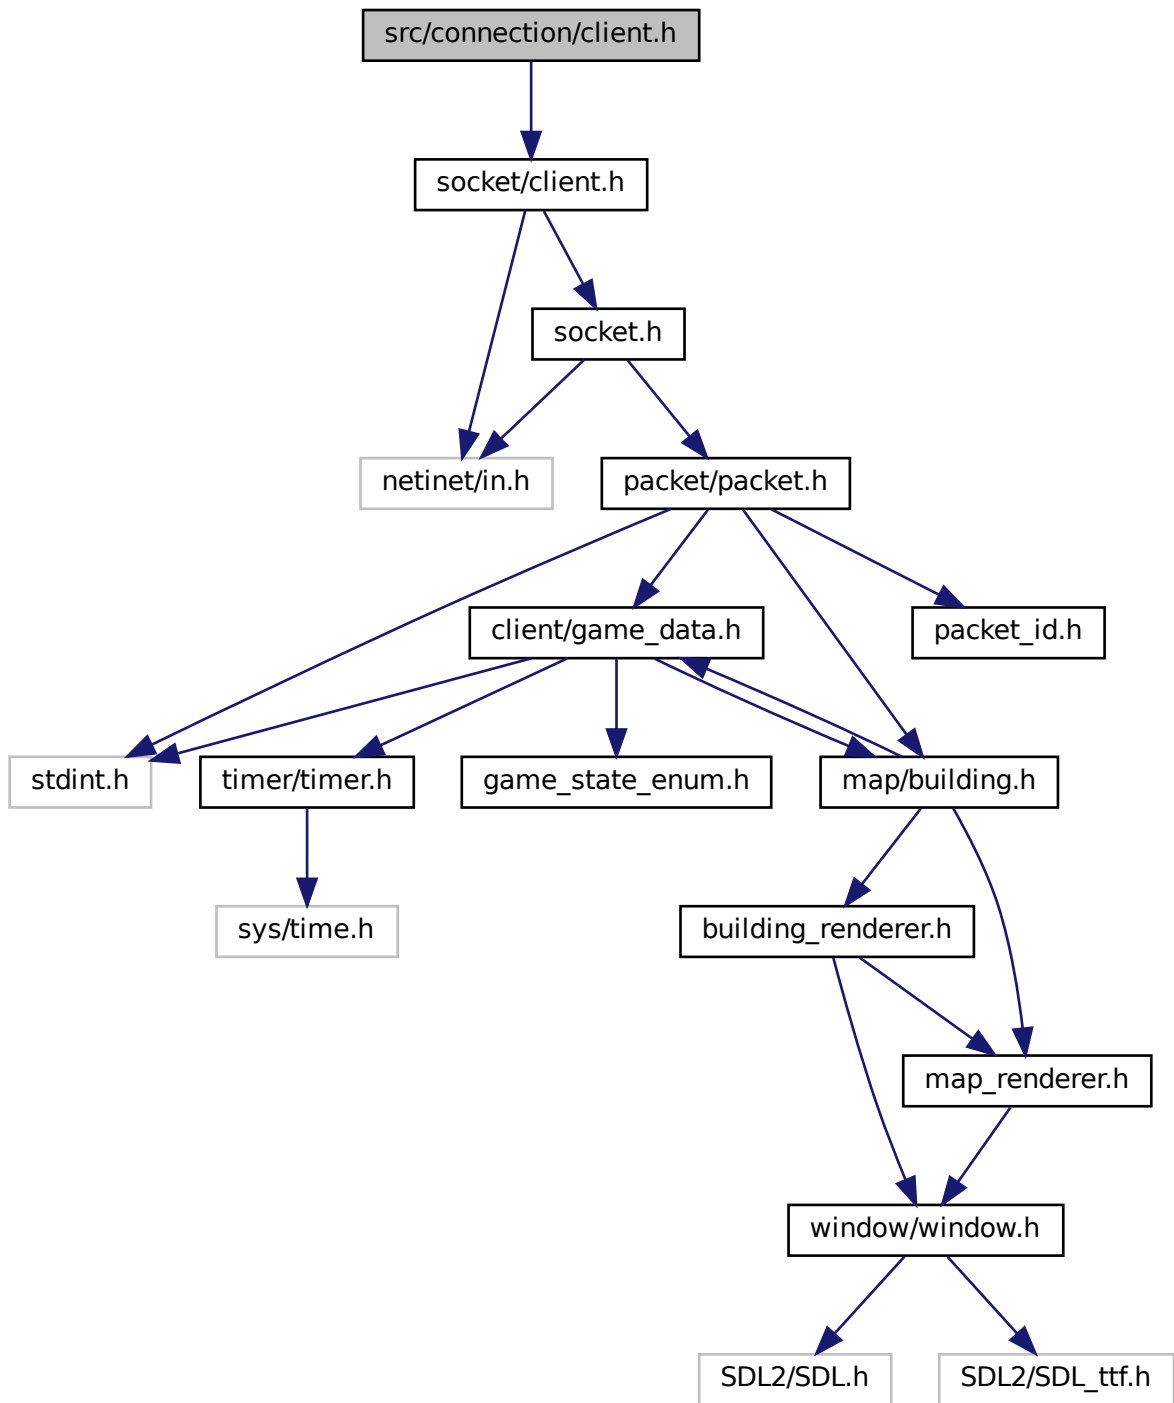 src/connection/client.h
socket/client.h
socket.h
netinet/in.h
packet/packet.h
client/game_data.h
packet_id.h
stdint.h
timer/timer.h
game_state_enum.h
map/building.h
building_renderer.h
sys/time.h
map_renderer.h
window/window.h
SDL2/SDL.h
SDL2/SDL_ttf.h